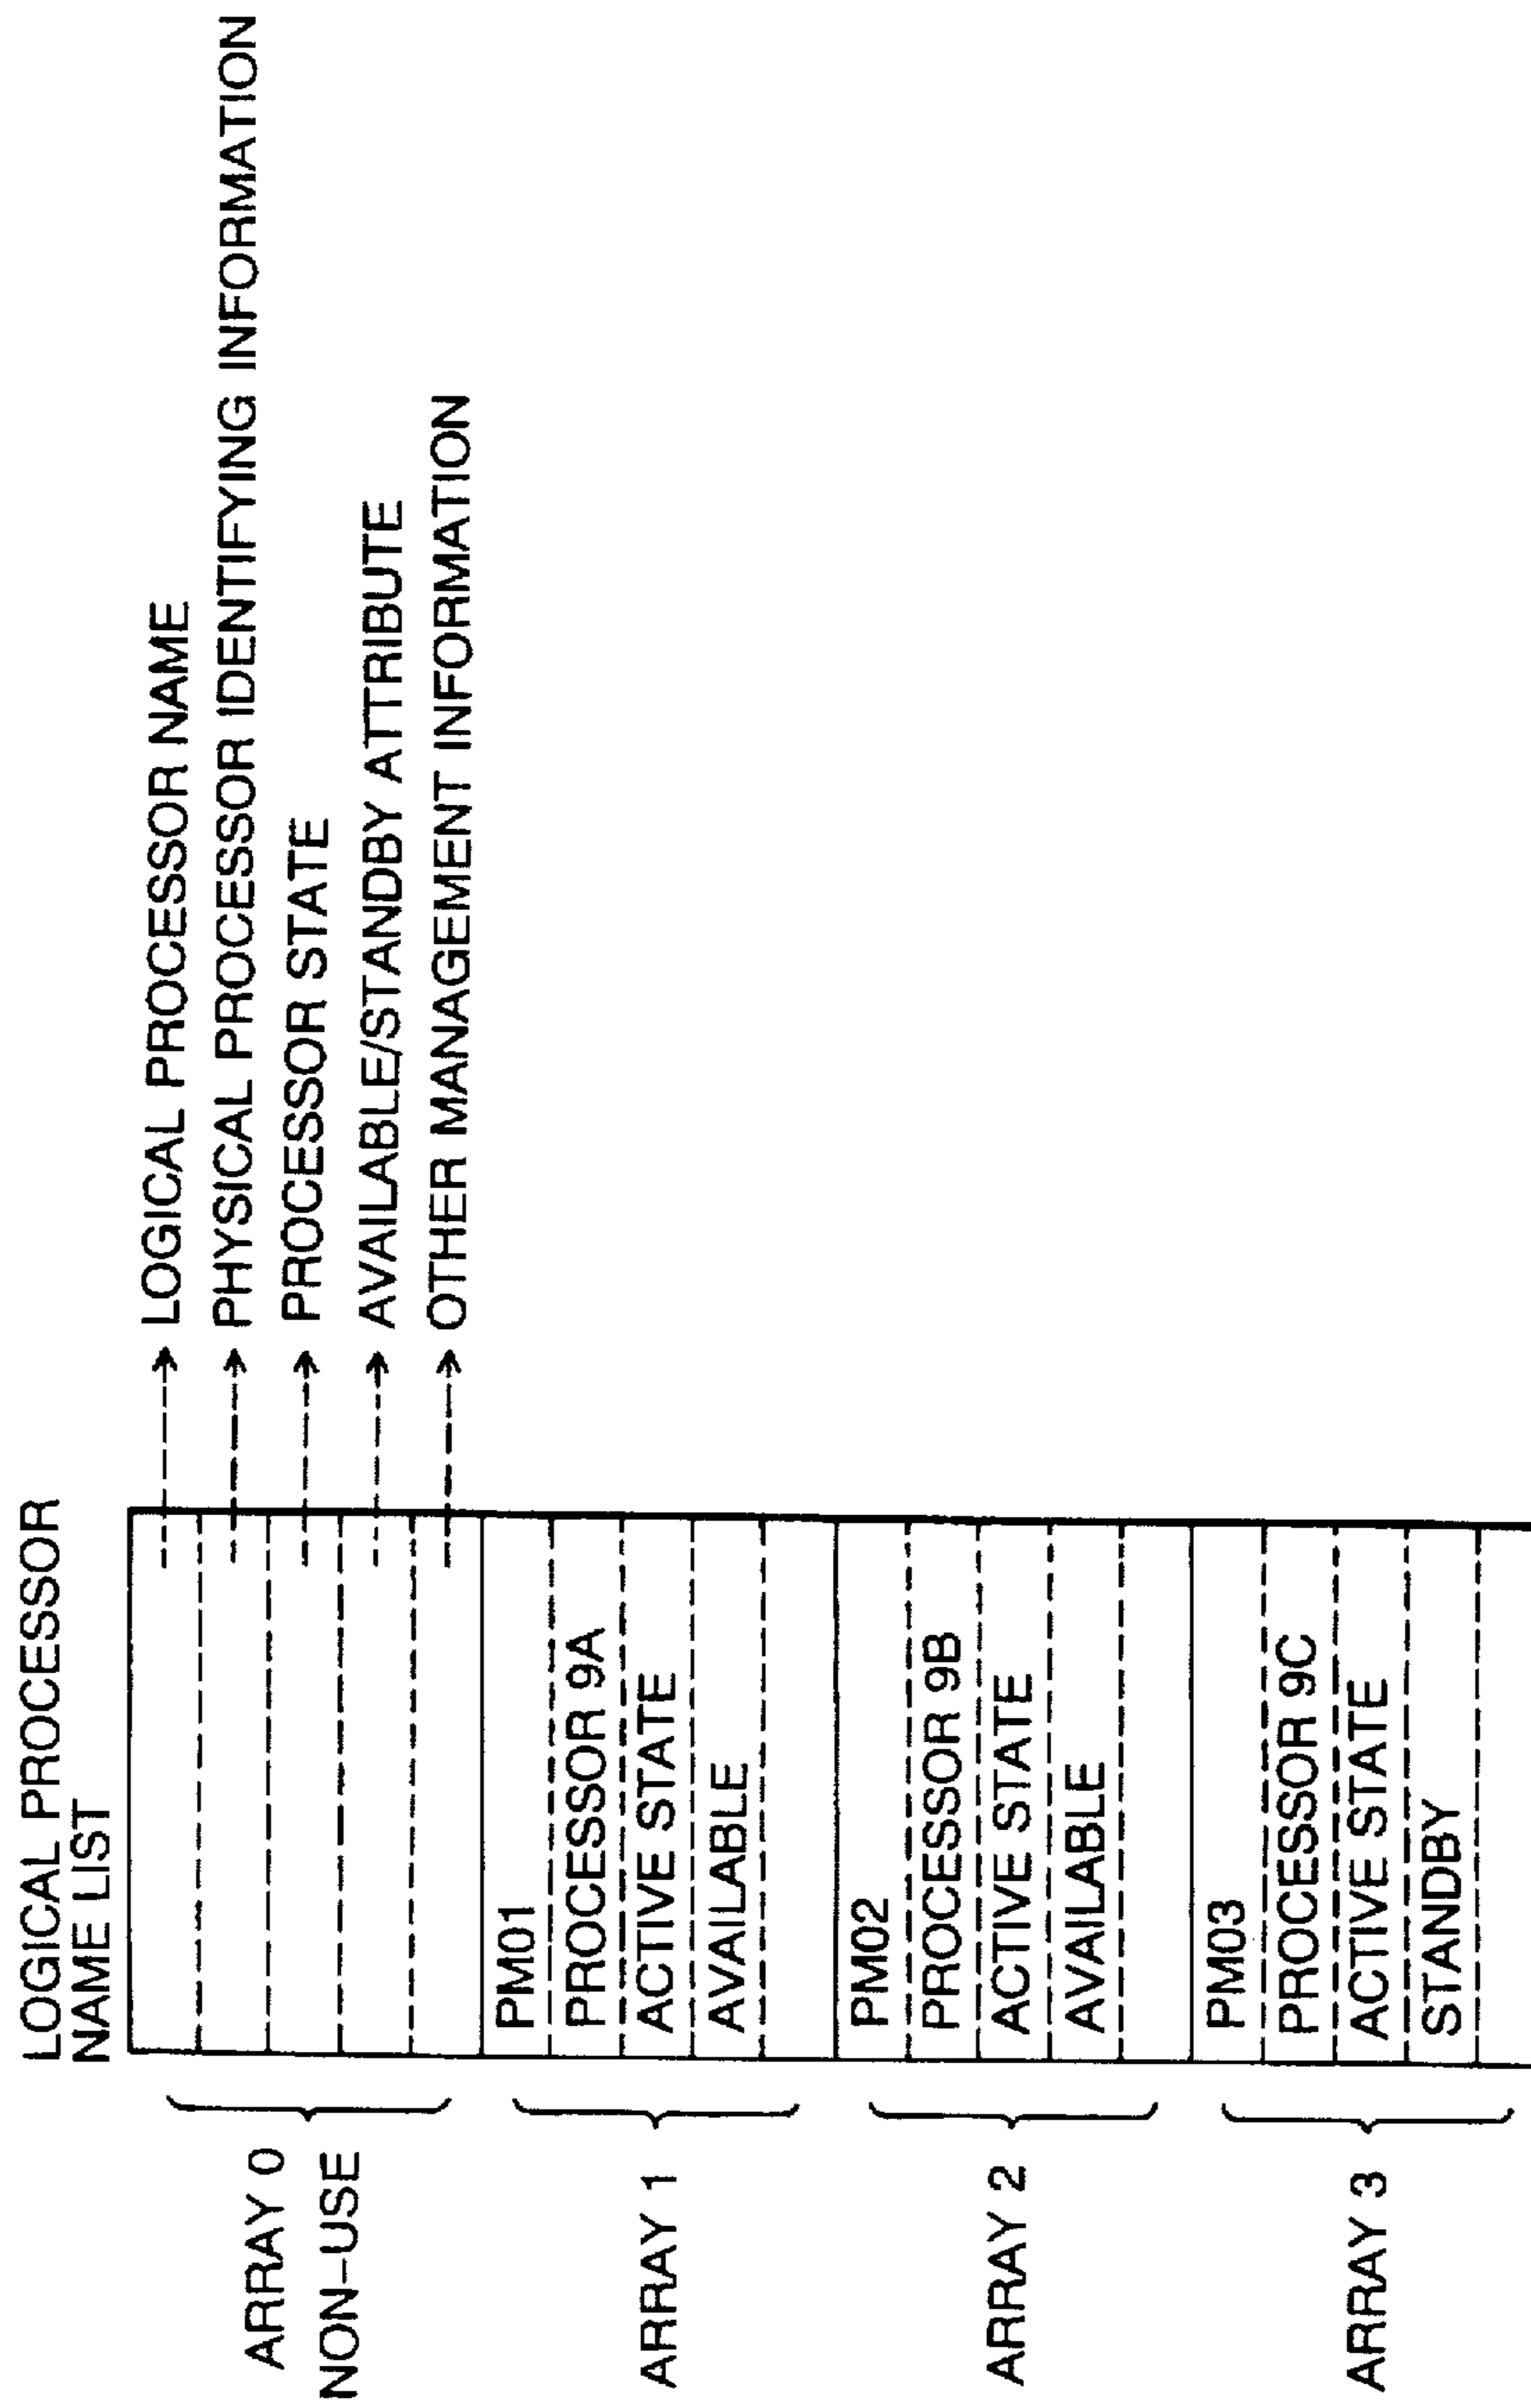 LOGICAL PROCESSOR
NAME LIST
ARRAY 0
NON-USE
LOGICAL PROCESSOR NAME
PHYSICAL PROCESSOR IDENTIFYING INFORMATION
PROCESSOR STATE
AVAILABLE/STANDBY ATTRIBUTE
OTHER MANAGEMENT INFORMATION
ARRAY 1
PM01
PROCESSOR 9A
ACTIVE STATE
AVAILABLE
ARRAY 2
PM02
PROCESSOR 9B
ACTIVE STATE
AVAILABLE
ARRAY 3
PM03
PROCESSOR 9C
ACTIVE STATE
STANDBY